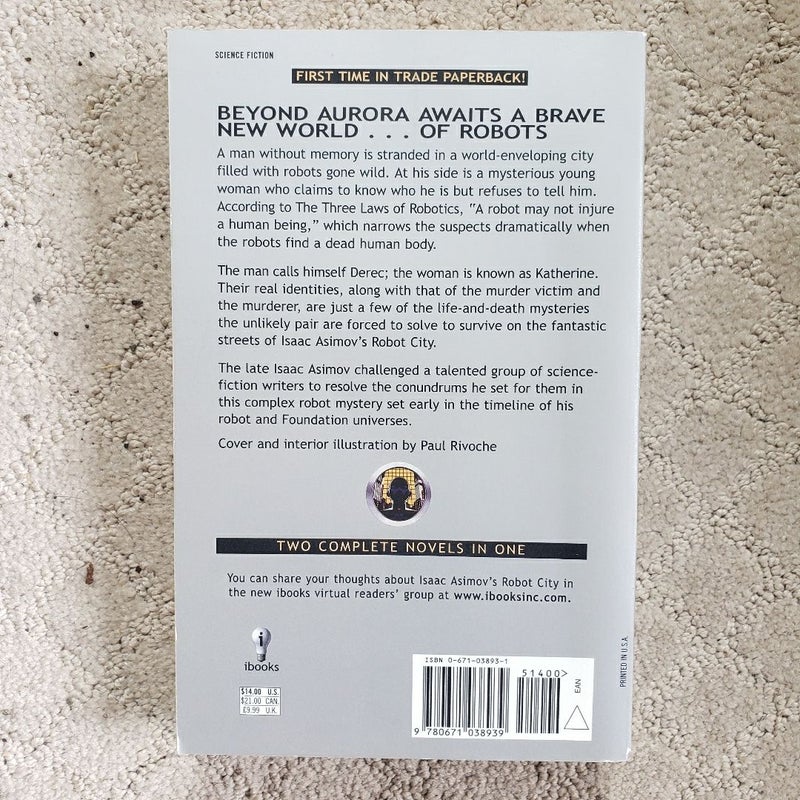 SCIENCE FICTION
FIRST TIME IN TRADE PAPERBACK!
BEYOND AURORA AWAITS A BRAVE
NEW WORLD . . . OF ROBOTS
A man without memory is stranded in a world-enveloping city
filled with robots gone wild. At his side is a mysterious young
woman who claims to know who he is but refuses to tell him.
According to The Three Laws of Robotics, "A robot may not injure
a human being," which narrows the suspects dramatically when
the robots find a dead human body.
The man calls himself Derec; the woman is known as Katherine.
Their real identities, along with that of the murder victim and
the murderer, are just a few of the life-and-death mysteries
the unlikely pair are forced to solve to survive on the fantastic
streets of Isaac Asimov's Robot City.
The late Isaac Asimov challenged a talented group of science-
fiction writers to resolve the conundrums he set for them in
this complex robot mystery set early in the timeline of his
robot and Foundation universes.
Cover and interior illustration by Paul Rivoche
TWO COMPLETE NOVELS IN ONE
You can share your thoughts about Isaac Asimov's Robot City in
the new ibooks virtual readers' group at www.ibooksinc.com.
i
ibooks
$14.00 U.S.
$21.00 CAN.
£9.99 U.K.
ISBN 0-671-03893-1
51400>
9 780671 038939
EAN
PRINTED IN U.S.A.